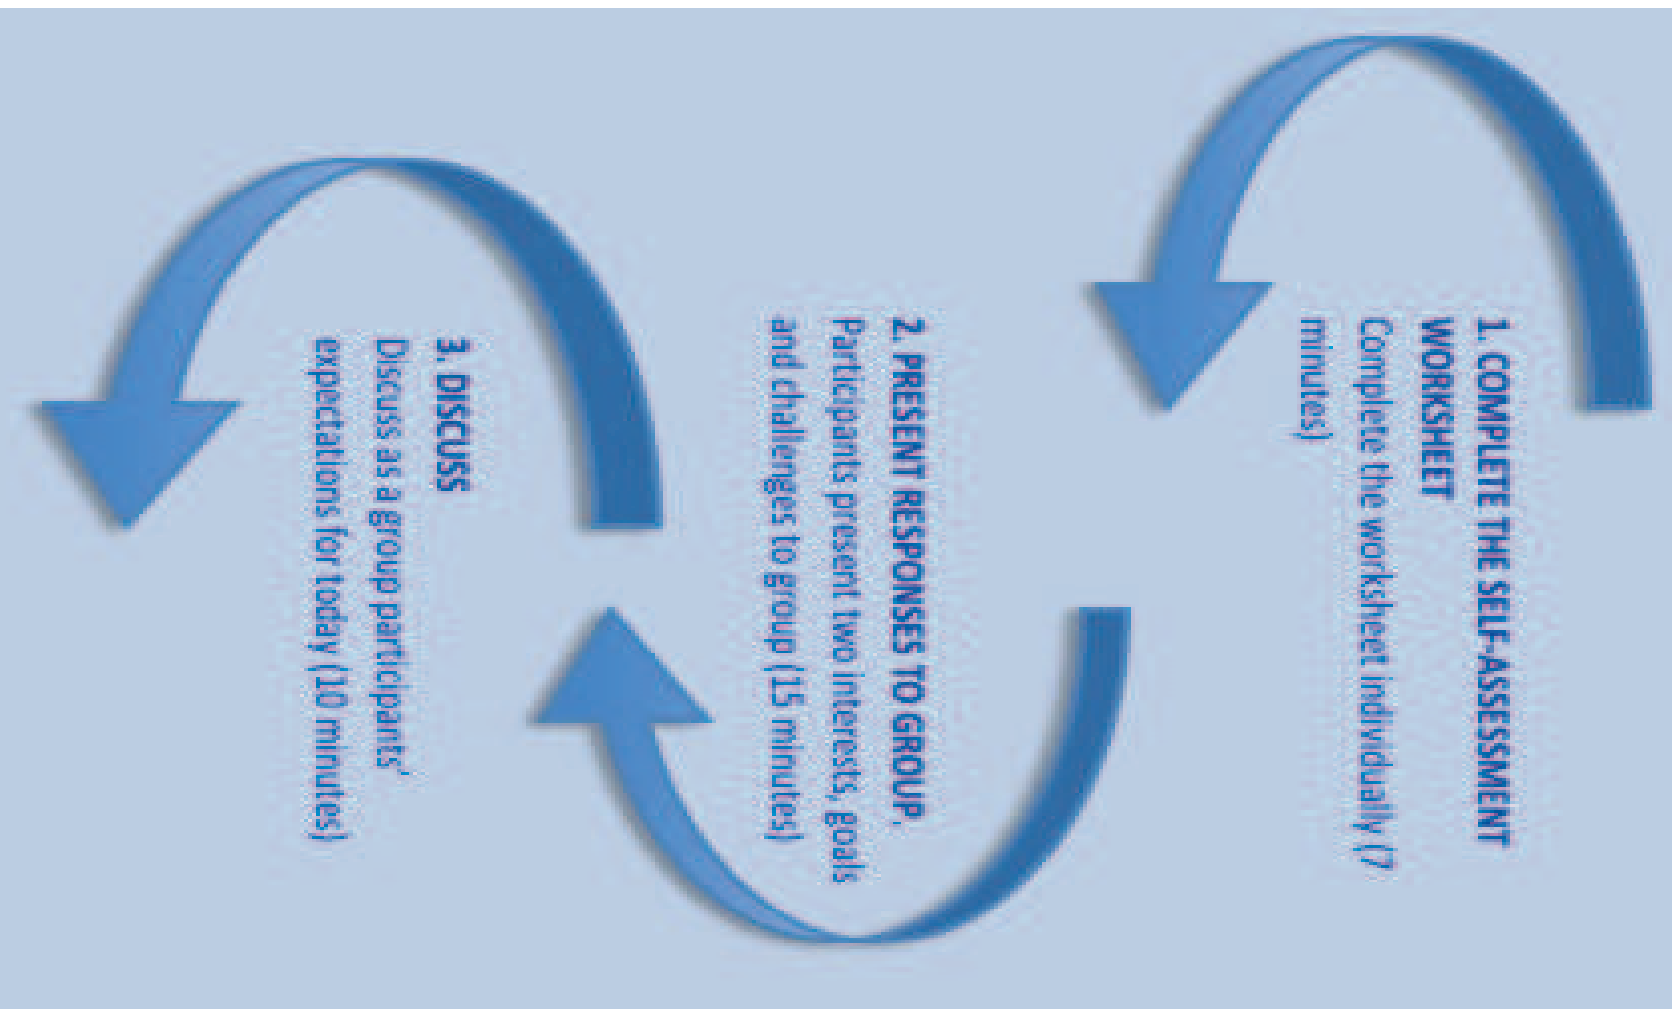 1. COMPLETE THE SELF-ASSESSMENT
WORKSHEET
Complete the worksheet individually (7
minutes)
2. PRESENT RESPONSES TO GROUP.
Participants present two interests, goals
and challenges to group (15 minutes)
3. DISCUSS
Discuss as a group participants’
expectations for today (10 minutes)